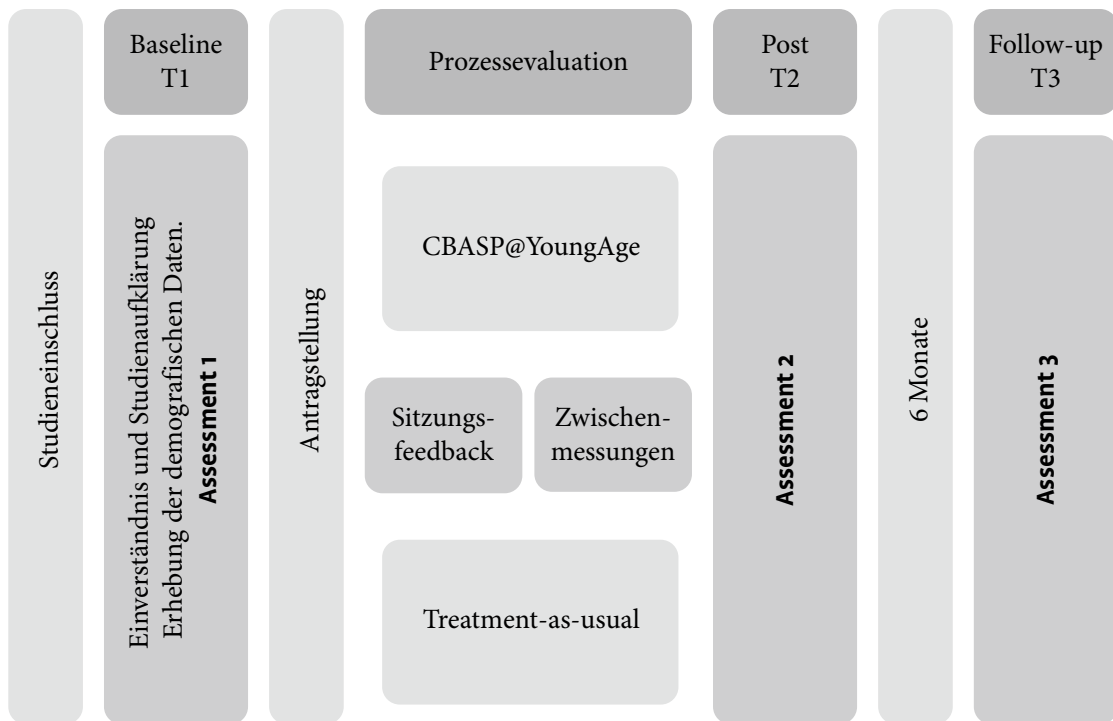 Studieneinschluss
Baseline
T1
Einverständnis und Studienaufklärung
Erhebung der demografischen Daten.
Assessment 1
Antragstellung
Prozessevaluation
CBASP@YoungAge
Sitzungs-
feedback
Zwischen-
messungen
Treatment-as-usual
Post
T2
Assessment 2
6 Monate
Follow-up
T3
Assessment 3